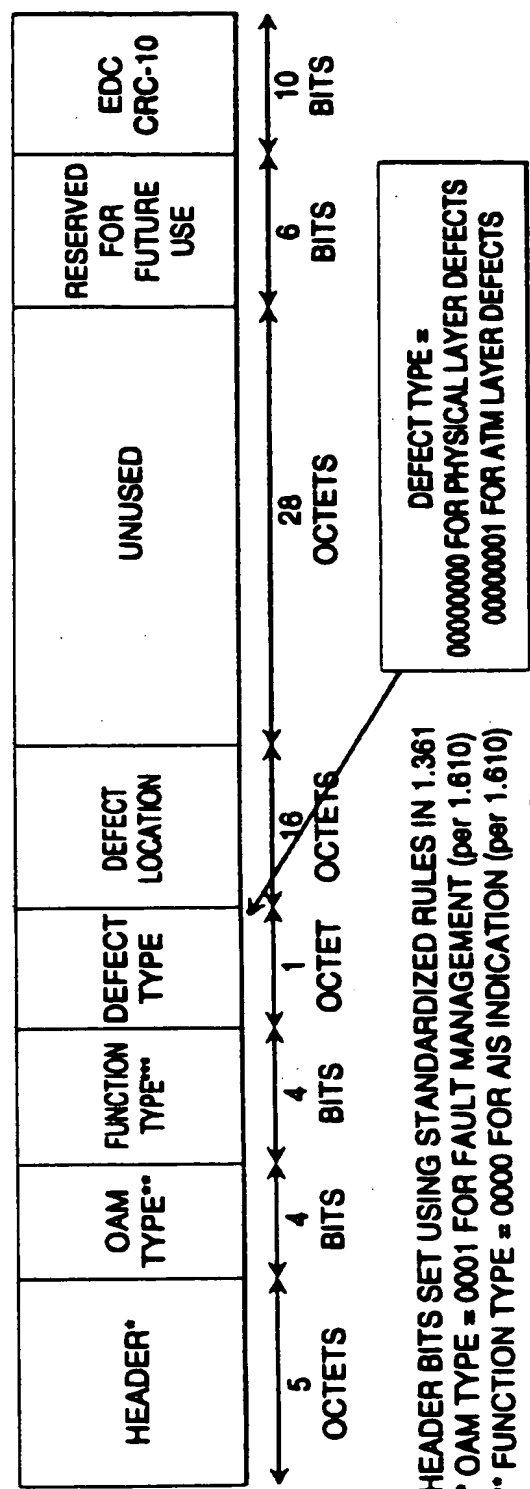 HEADER*
OAM
TYPE**
FUNCTION
TYPE***
DEFECT
TYPE
DEFECT
LOCATION
UNUSED
RESERVED
FOR
FUTURE
USE
EDC
CRC-10
5
OCTETS
4
BITS
4
BITS
1
OCTET
16
OCTETS
28
OCTETS
6
BITS
10
BITS
DEFECT TYPE =
00000000 FOR PHYSICAL LAYER DEFECTS
00000001 FOR ATM LAYER DEFECTS
HEADER BITS SET USING STANDARDIZED RULES IN 1.361
* OAM TYPE = 0001 FOR FAULT MANAGEMENT (per 1.610)
** FUNCTION TYPE = 0000 FOR AIS INDICATION (per 1.610)